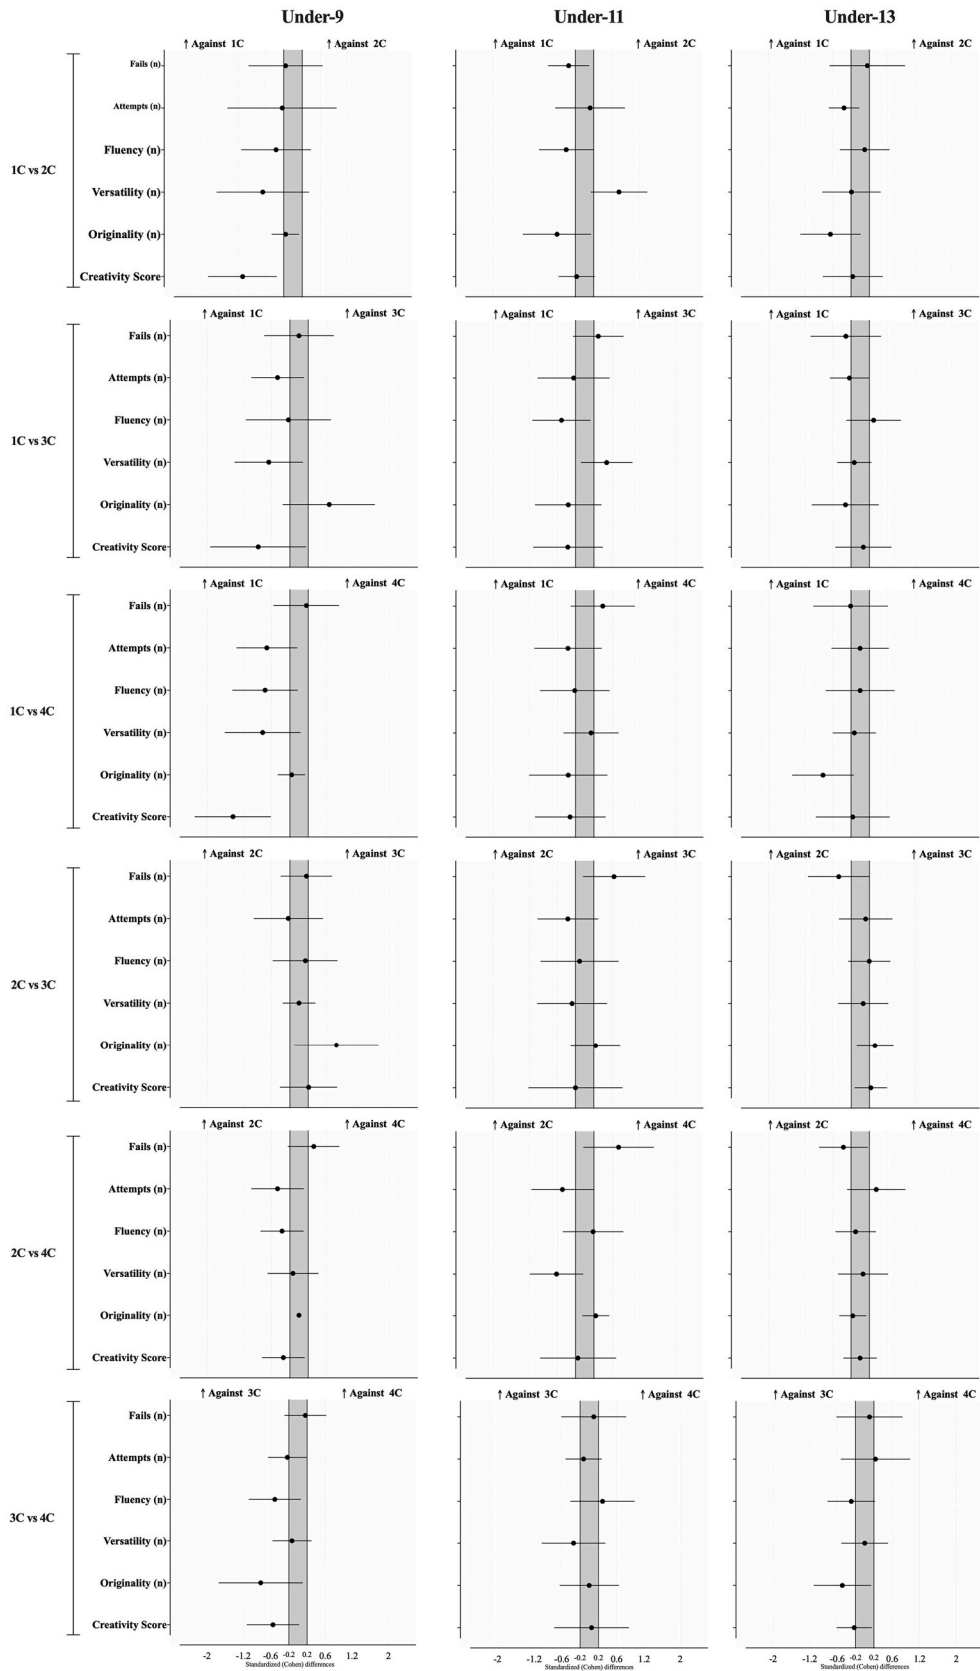 Under-9 Under-11 Under-13
↑ Against 1C ↑ Against 2C ↑ Against 1C ↑ Against 2C ↑ Against 1C ↑ Against 2C
Fails (n)
Attempts (n)
Fluency (n)
1C vs 2C
Versatility (n)
Originality (n)
Creativity Score
↑ Against 1C ↑ Against 3C ↑ Against 1C ↑ Against 3C ↑ Against 1C ↑ Against 3C
Fails (n)
Attempts (n)
Fluency (n)
1C vs 3C
Versatility (n)
Originality (n)
Creativity Score
↑ Against 1C ↑ Against 4C ↑ Against 1C ↑ Against 4C ↑ Against 1C ↑ Against 4C
Fails (n)
Attempts (n)
Fluency (n)
1C vs 4C
Versatility (n)
Originality (n)
Creativity Score
↑ Against 2C ↑ Against 3C ↑ Against 2C ↑ Against 3C ↑ Against 2C ↑ Against 3C
Fails (n)
Attempts (n)
Fluency (n)
2C vs 3C
Versatility (n)
Originality (n)
Creativity Score
↑ Against 2C ↑ Against 4C ↑ Against 2C ↑ Against 4C ↑ Against 2C ↑ Against 4C
Fails (n)
Attempts (n)
Fluency (n)
2C vs 4C
Versatility (n)
Originality (n)
Creativity Score
↑ Against 3C ↑ Against 4C ↑ Against 3C ↑ Against 4C ↑ Against 3C ↑ Against 4C
Fails (n)
Attempts (n)
Fluency (n)
3C vs 4C
Versatility (n)
Originality (n)
Creativity Score
-2 -1.2 -0.6 -0.2 0.2 0.6 1.2 2 -2 -1.2 -0.6 -0.2 0.2 0.6 1.2 2 -2 -1.2 -0.6 -0.2 0.2 0.6 1.2 2
Standardized (Cohen) differences Standardized (Cohen) differences Standardized (Cohen) differences